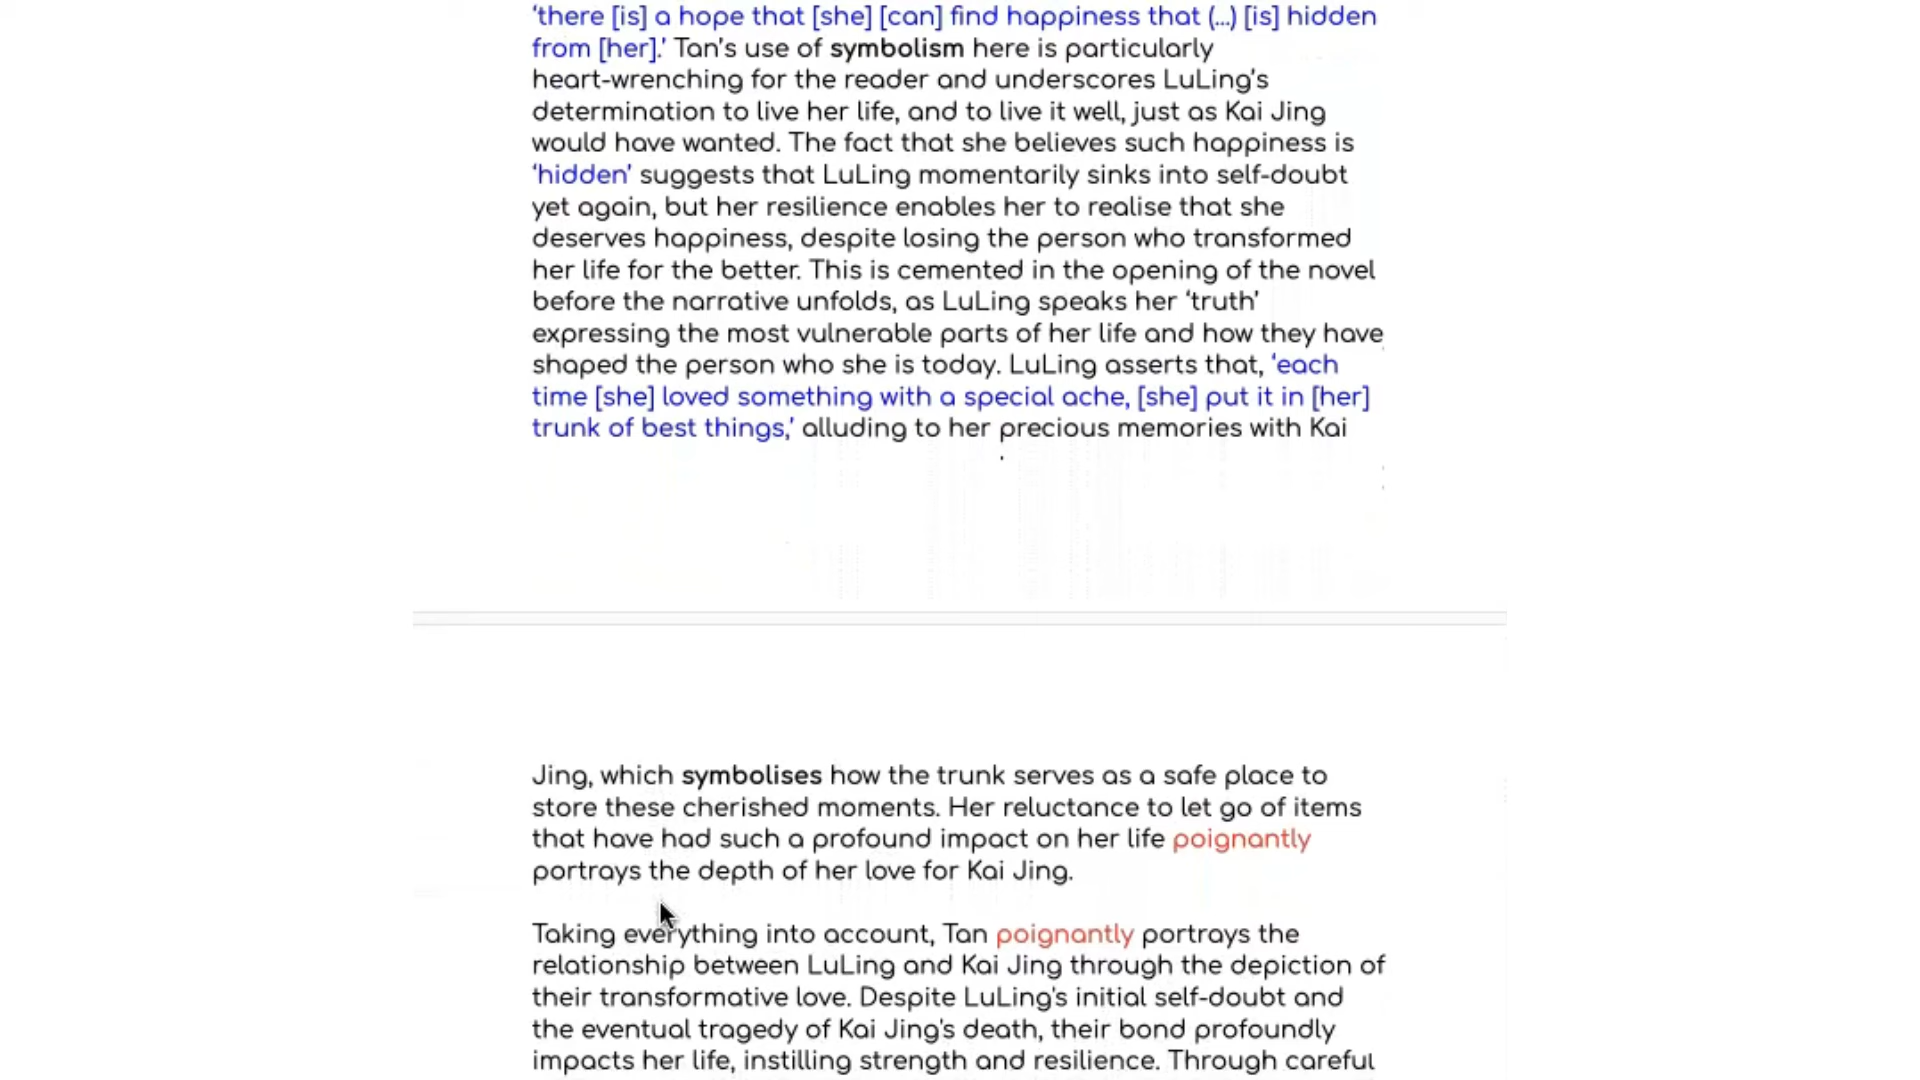 ‘there [is] a hope that [she] [can] find happiness that (...) [is] hidden
from [her].’ Tan’s use of symbolism here is particularly
heart-wrenching for the reader and underscores LuLing’s
determination to live her life, and to live it well, just as Kai Jing
would have wanted. The fact that she believes such happiness is
‘hidden’ suggests that LuLing momentarily sinks into self-doubt
yet again, but her resilience enables her to realise that she
deserves happiness, despite losing the person who transformed
her life for the better. This is cemented in the opening of the novel
before the narrative unfolds, as LuLing speaks her ‘truth’
expressing the most vulnerable parts of her life and how they have
shaped the person who she is today. LuLing asserts that, ‘each
time [she] loved something with a special ache, [she] put it in [her]
trunk of best things,’ alluding to her precious memories with Kai
Jing, which symbolises how the trunk serves as a safe place to
store these cherished moments. Her reluctance to let go of items
that have had such a profound impact on her life poignantly
portrays the depth of her love for Kai Jing.
Taking everything into account, Tan poignantly portrays the
relationship between LuLing and Kai Jing through the depiction of
their transformative love. Despite LuLing's initial self-doubt and
the eventual tragedy of Kai Jing's death, their bond profoundly
impacts her life, instilling strength and resilience. Through careful